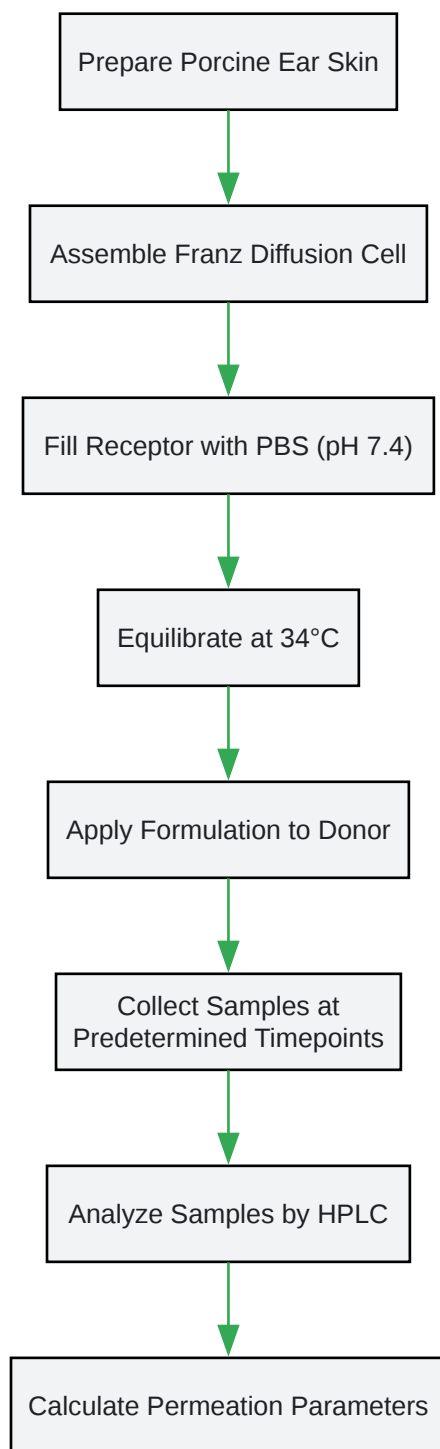 Prepare Porcine Ear Skin
Assemble Franz Diffusion Cell
Fill Receptor with PBS (pH 7.4)
Equilibrate at 34°C
Apply Formulation to Donor
Collect Samples at
Predetermined Timepoints
Analyze Samples by HPLC
Calculate Permeation Parameters